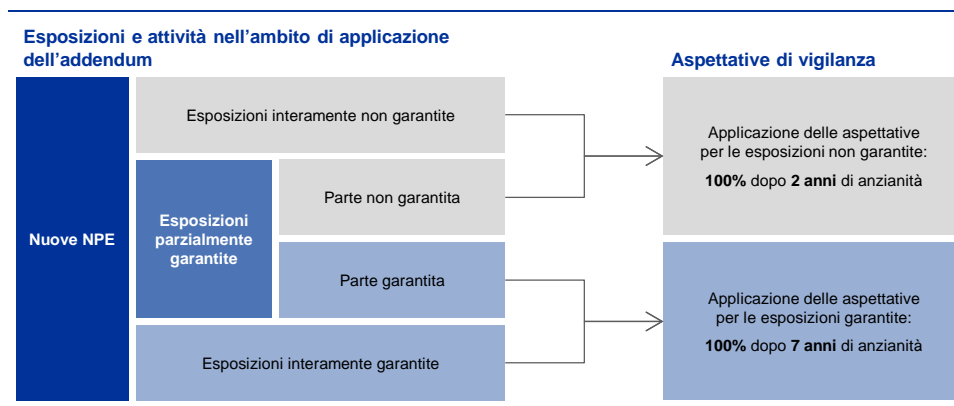 Esposizioni e attività nell'ambito di applicazione
dell'addendum
Aspettative di vigilanza
Nuove NPE
Esposizioni interamente non garantite
Esposizioni
parzialmente
garantite
Parte non garantita
Parte garantita
Esposizioni interamente garantite
Applicazione delle aspettative
per le esposizioni non garantite:
100% dopo 2 anni di anzianità
Applicazione delle aspettative
per le esposizioni garantite:
100% dopo 7 anni di anzianità